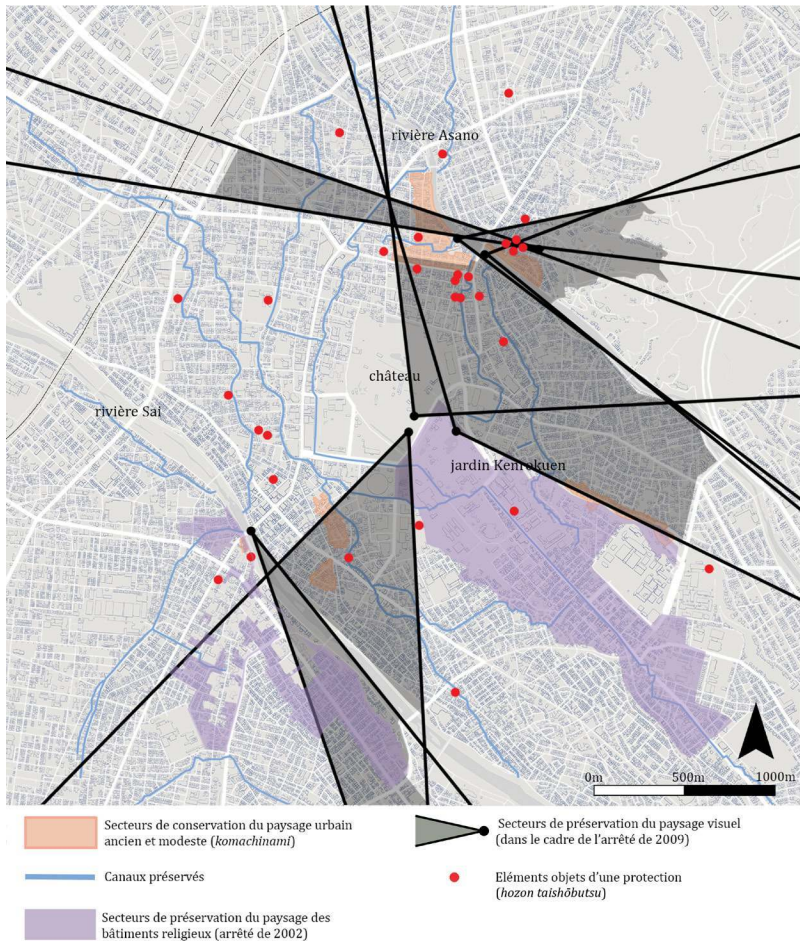 rivière Asano
château
rivière Sai
jardin Kenrokuen
0m 500m 1000m
Secteurs de conservation du paysage urbain
ancien et modeste (komachinami)
Canaux préservés
Secteurs de préservation du paysage des
bâtiments religieux (arrêté de 2002)
Secteurs de préservation du paysage visuel
(dans le cadre de l'arrêté de 2009)
Eléments objets d'une protection
(hozon taishōbutsu)